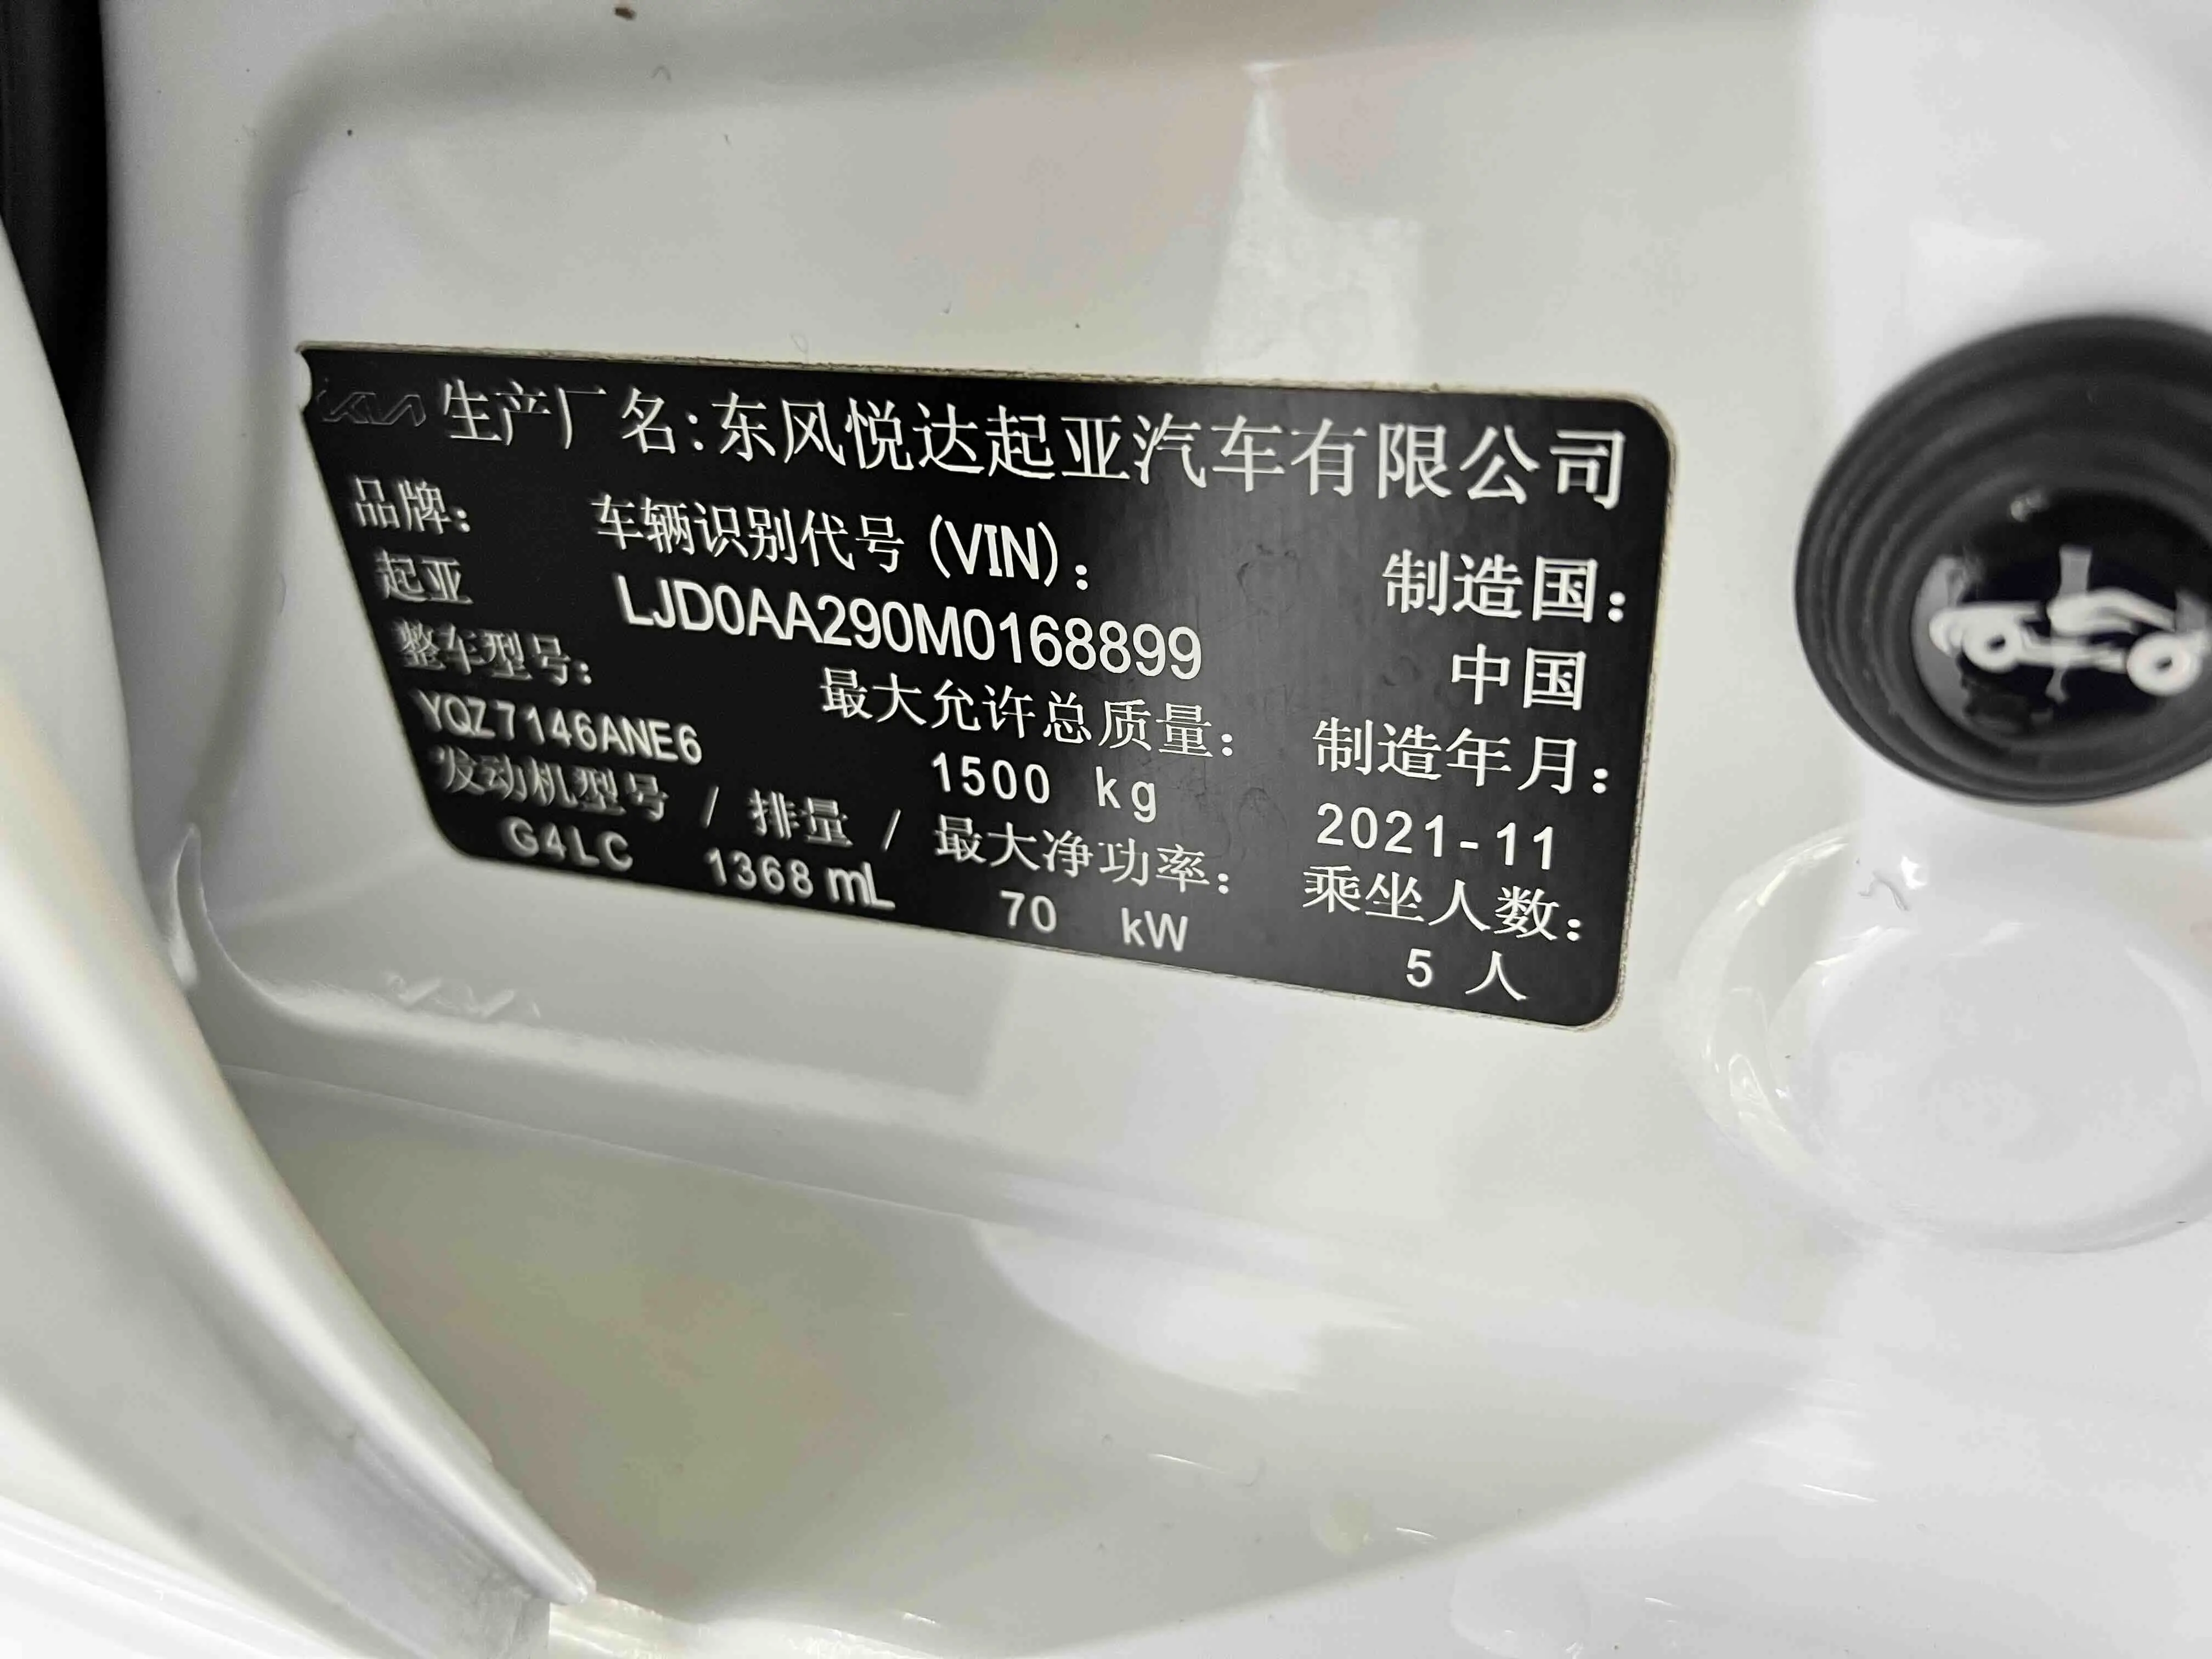 KIA 生产厂名:东风悦达起亚汽车有限公司
品牌: 车辆识别代号(VIN): 制造国:
起亚 LJD0AA290M0168899 中国
整车型号: 最大允许总质量: 制造年月:
YQZ7146ANE6 1500 kg 2021-11
发动机型号 / 排量 / 最大净功率: 乘坐人数:
G4LC 1368 mL 70 kW 5 人